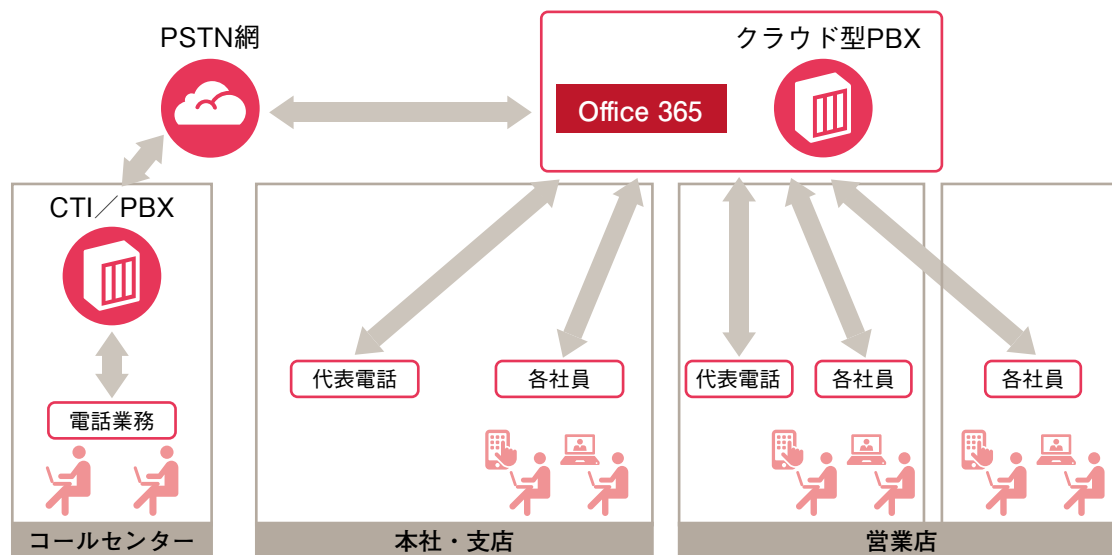 PSTN網
クラウド型PBX
Office 365
CTI／PBX
代表電話
各社員
代表電話
各社員
各社員
電話業務
コールセンター
本社・支店
営業店